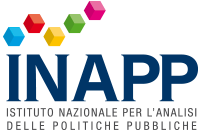 INAPP
ISTITUTO NAZIONALE PER L'ANALISI
DELLE POLITICHE PUBBLICHE